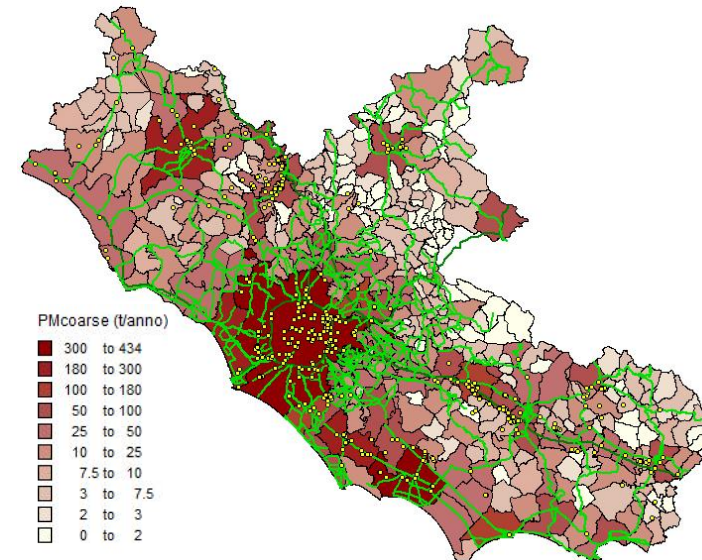 PMcoarse (t/anno)
300 to 434
180 to 300
100 to 180
50 to 100
25 to 50
10 to 25
7.5 to 10
3 to 7.5
2 to 3
0 to 2